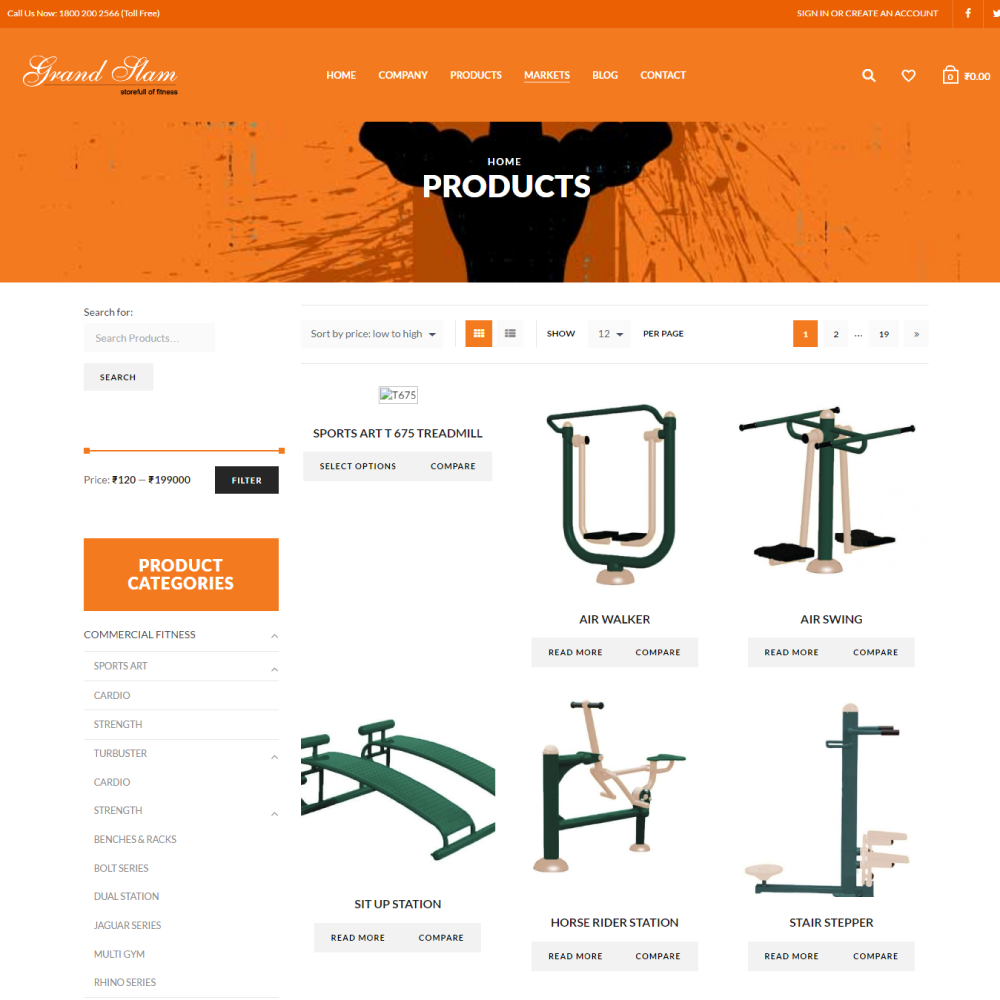 Call Us Now: 1800 200 2566 (Toll Free)
SIGN IN OR CREATE AN ACCOUNT
Grand Slam
storefull of fitness
HOME
COMPANY
PRODUCTS
MARKETS
BLOG
CONTACT
0
₹0.00
HOME
PRODUCTS
Search for:
Search Products…
SEARCH
Price: ₹120 — ₹199000
FILTER
PRODUCT
CATEGORIES
COMMERCIAL FITNESS
SPORTS ART
CARDIO
STRENGTH
TURBUSTER
CARDIO
STRENGTH
BENCHES & RACKS
BOLT SERIES
DUAL STATION
JAGUAR SERIES
MULTI GYM
RHINO SERIES
Sort by price: low to high
SHOW
12
PER PAGE
1 2 … 19 »
T675
SPORTS ART T 675 TREADMILL
SELECT OPTIONS COMPARE
AIR WALKER
READ MORE COMPARE
AIR SWING
READ MORE COMPARE
SIT UP STATION
READ MORE COMPARE
HORSE RIDER STATION
READ MORE COMPARE
STAIR STEPPER
READ MORE COMPARE